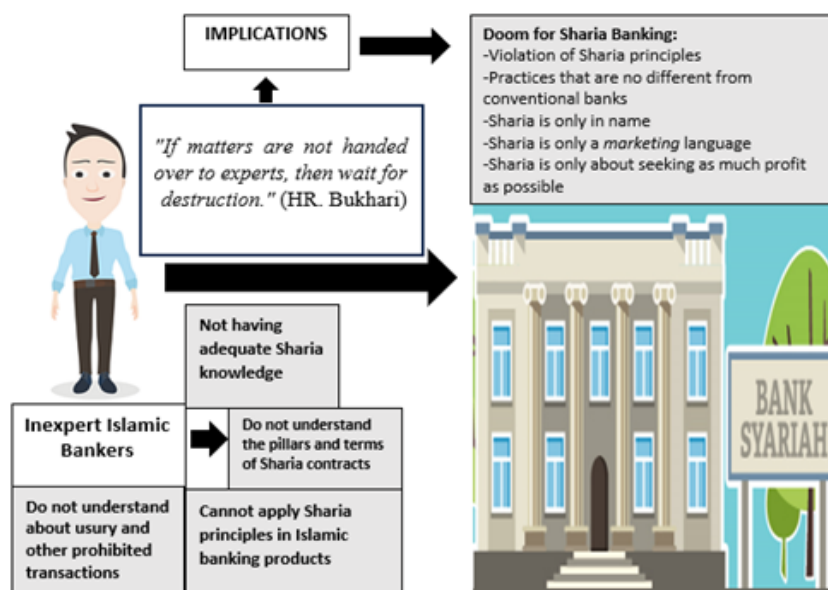 IMPLICATIONS
Doom for Sharia Banking:
-Violation of Sharia principles
-Practices that are no different from
conventional banks
-Sharia is only in name
-Sharia is only a marketing language
-Sharia is only about seeking as much profit
as possible
"If matters are not handed
over to experts, then wait for
destruction." (HR. Bukhari)
Not having
adequate Sharia
knowledge
Inexpert Islamic
Bankers
Do not understand
the pillars and terms
of Sharia contracts
Do not understand
about usury and
other prohibited
transactions
Cannot apply Sharia
principles in Islamic
banking products
BANK
SYARIAH